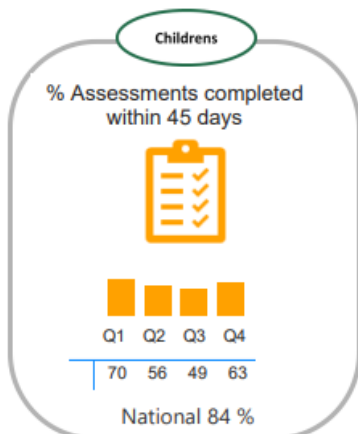 Childrens
% Assessments completed
within 45 days
Q1 Q2 Q3 Q4
70 56 49 63
National 84 %